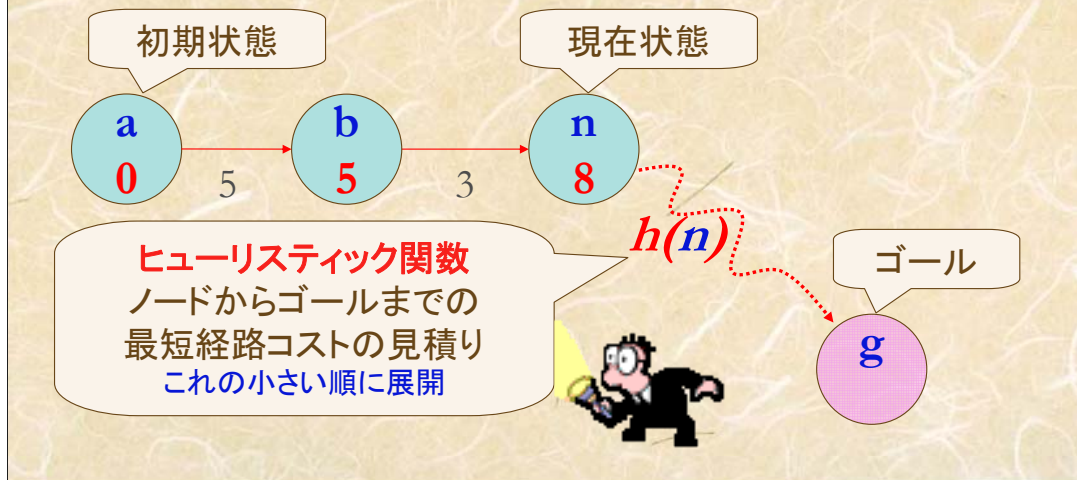 初期状態
現在状態
a
0
5
b
5
3
n
8
h(n)
ヒューリスティック関数
ノードからゴールまでの
最短経路コストの見積り
これの小さい順に展開
ゴール
g